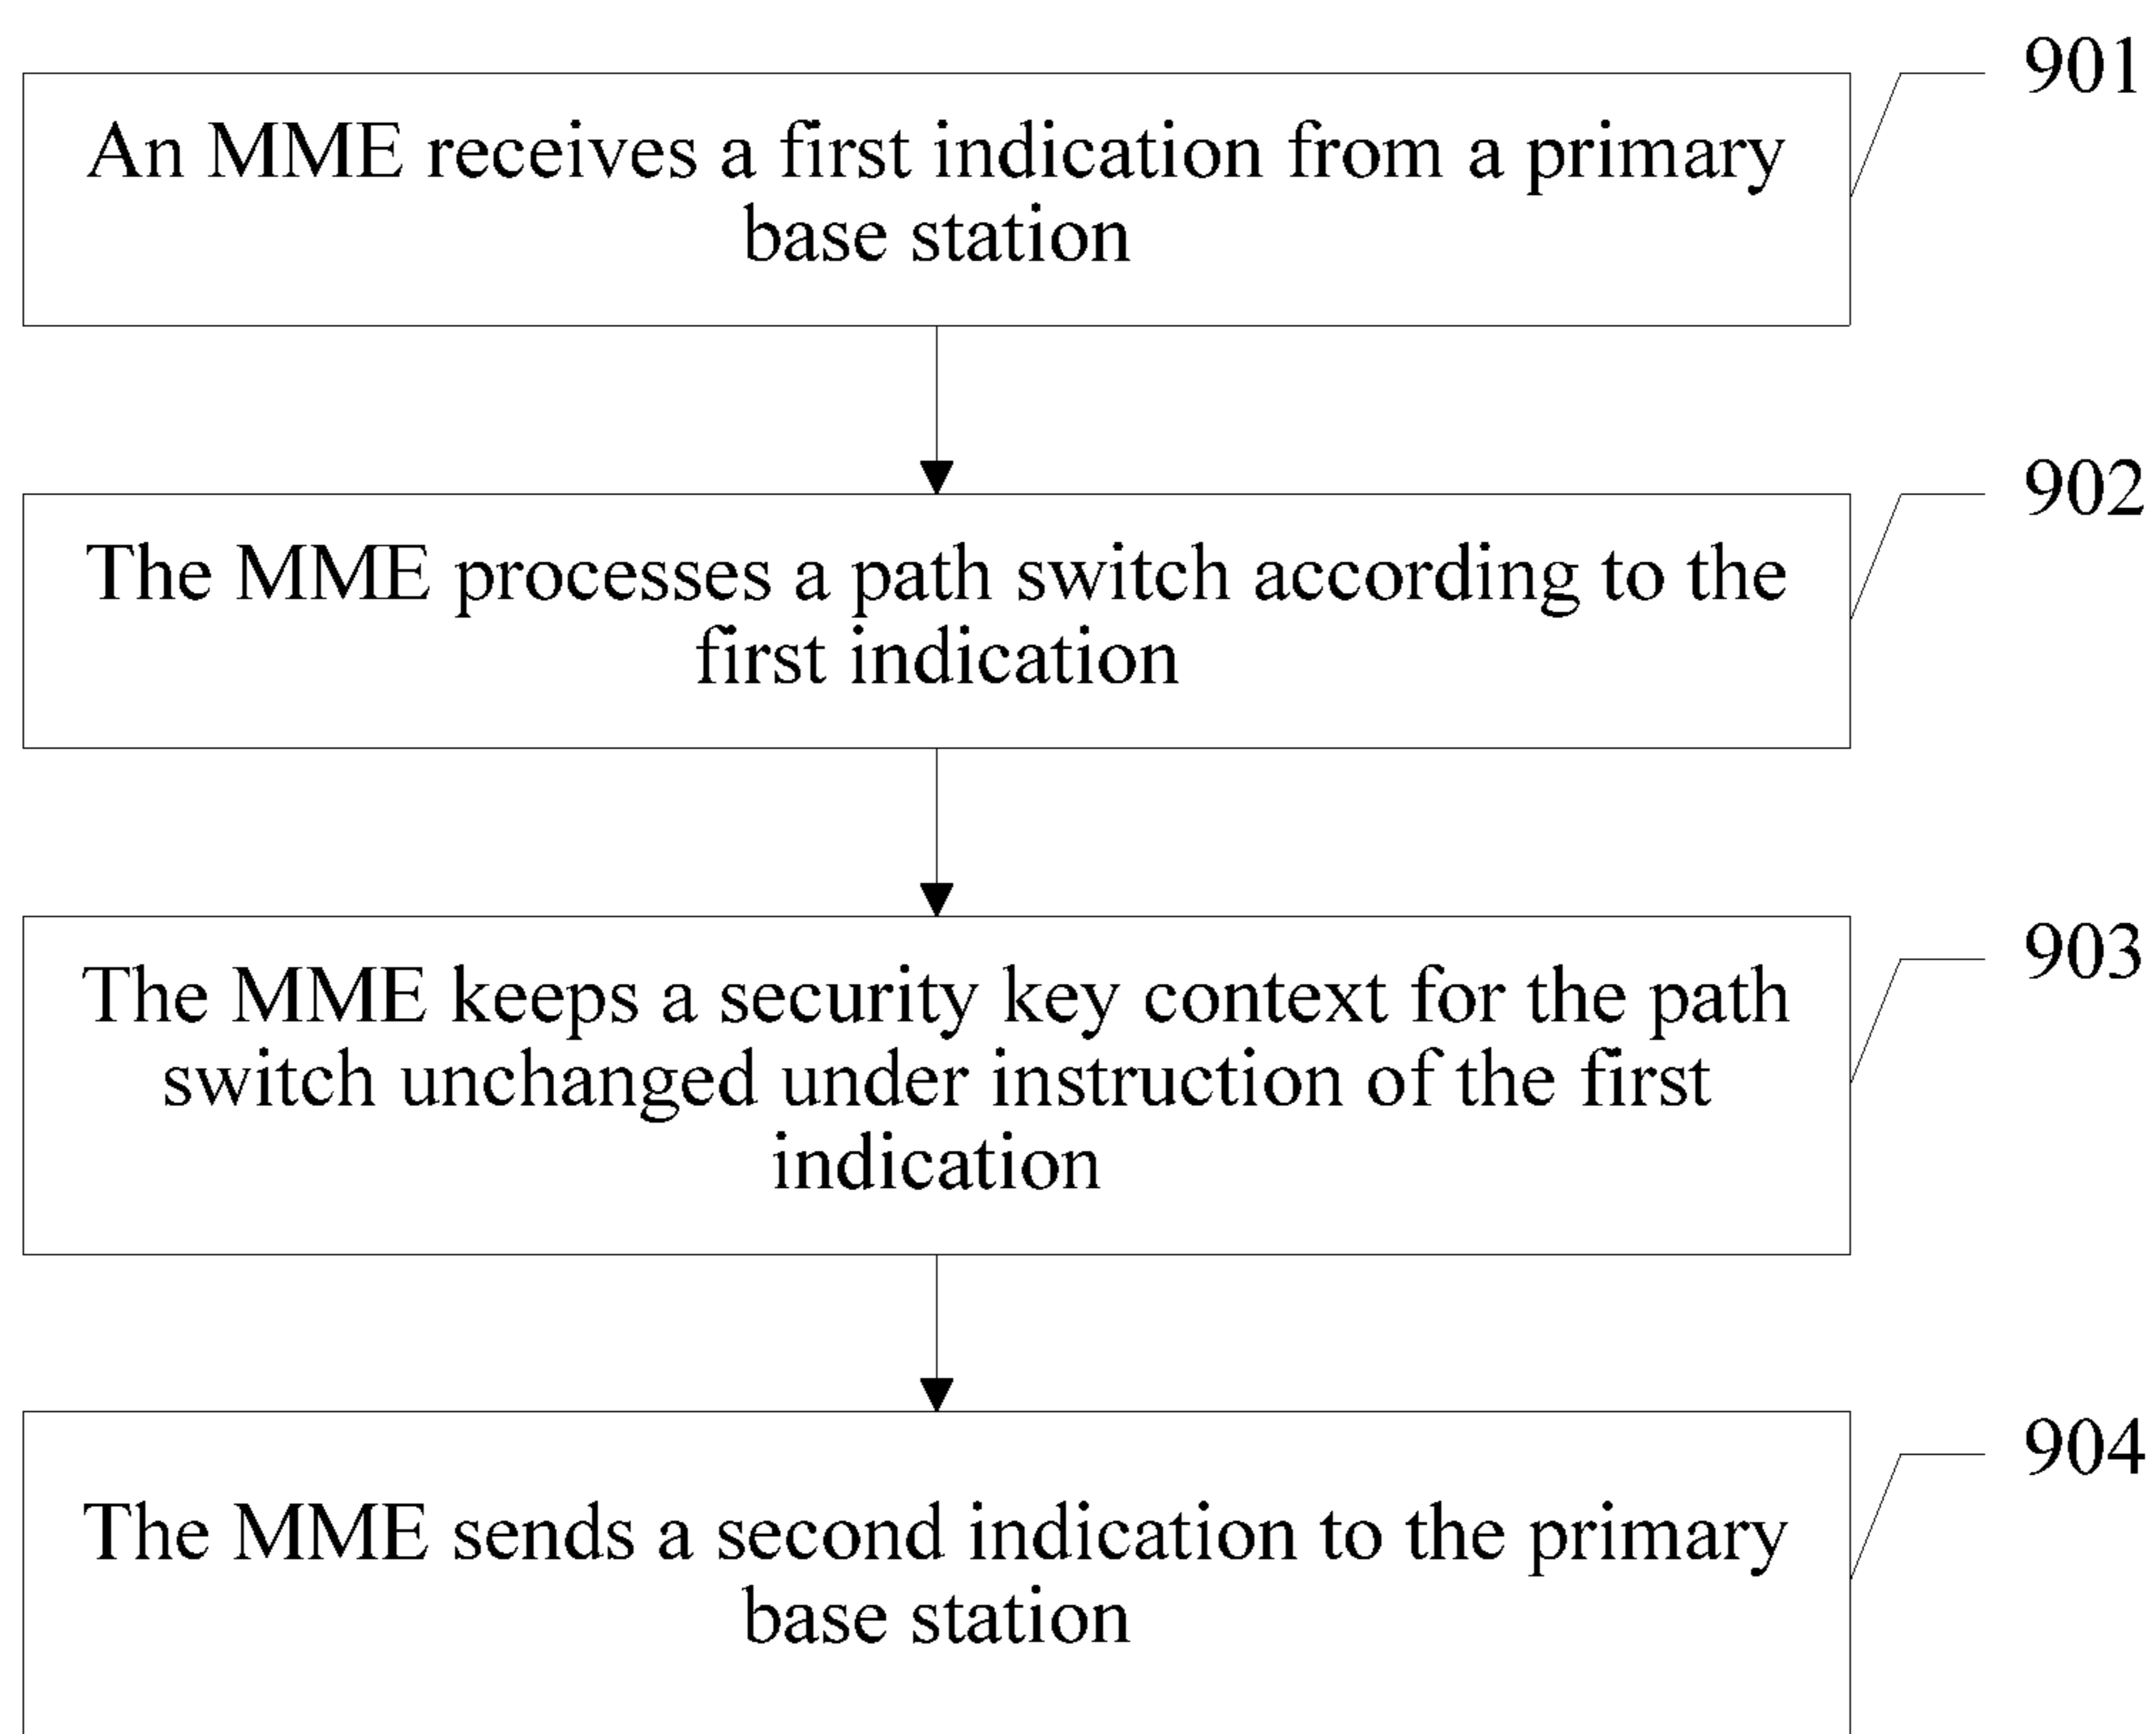 901
An MME receives a first indication from a primary
base station
902
The MME processes a path switch according to the
first indication
903
The MME keeps a security key context for the path
switch unchanged under instruction of the first
indication
904
The MME sends a second indication to the primary
base station